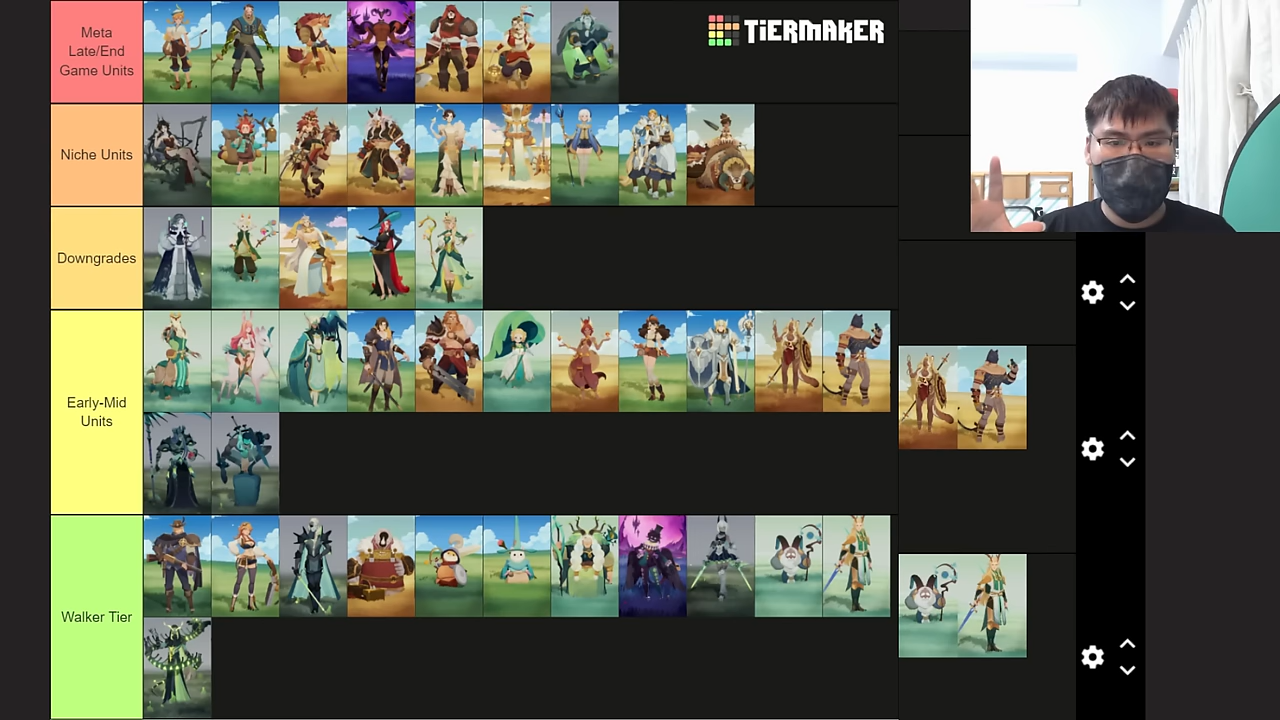 Meta
Late/End
Game Units
TIERMAKER
Niche Units
Downgrades
Early-Mid
Units
Walker Tier